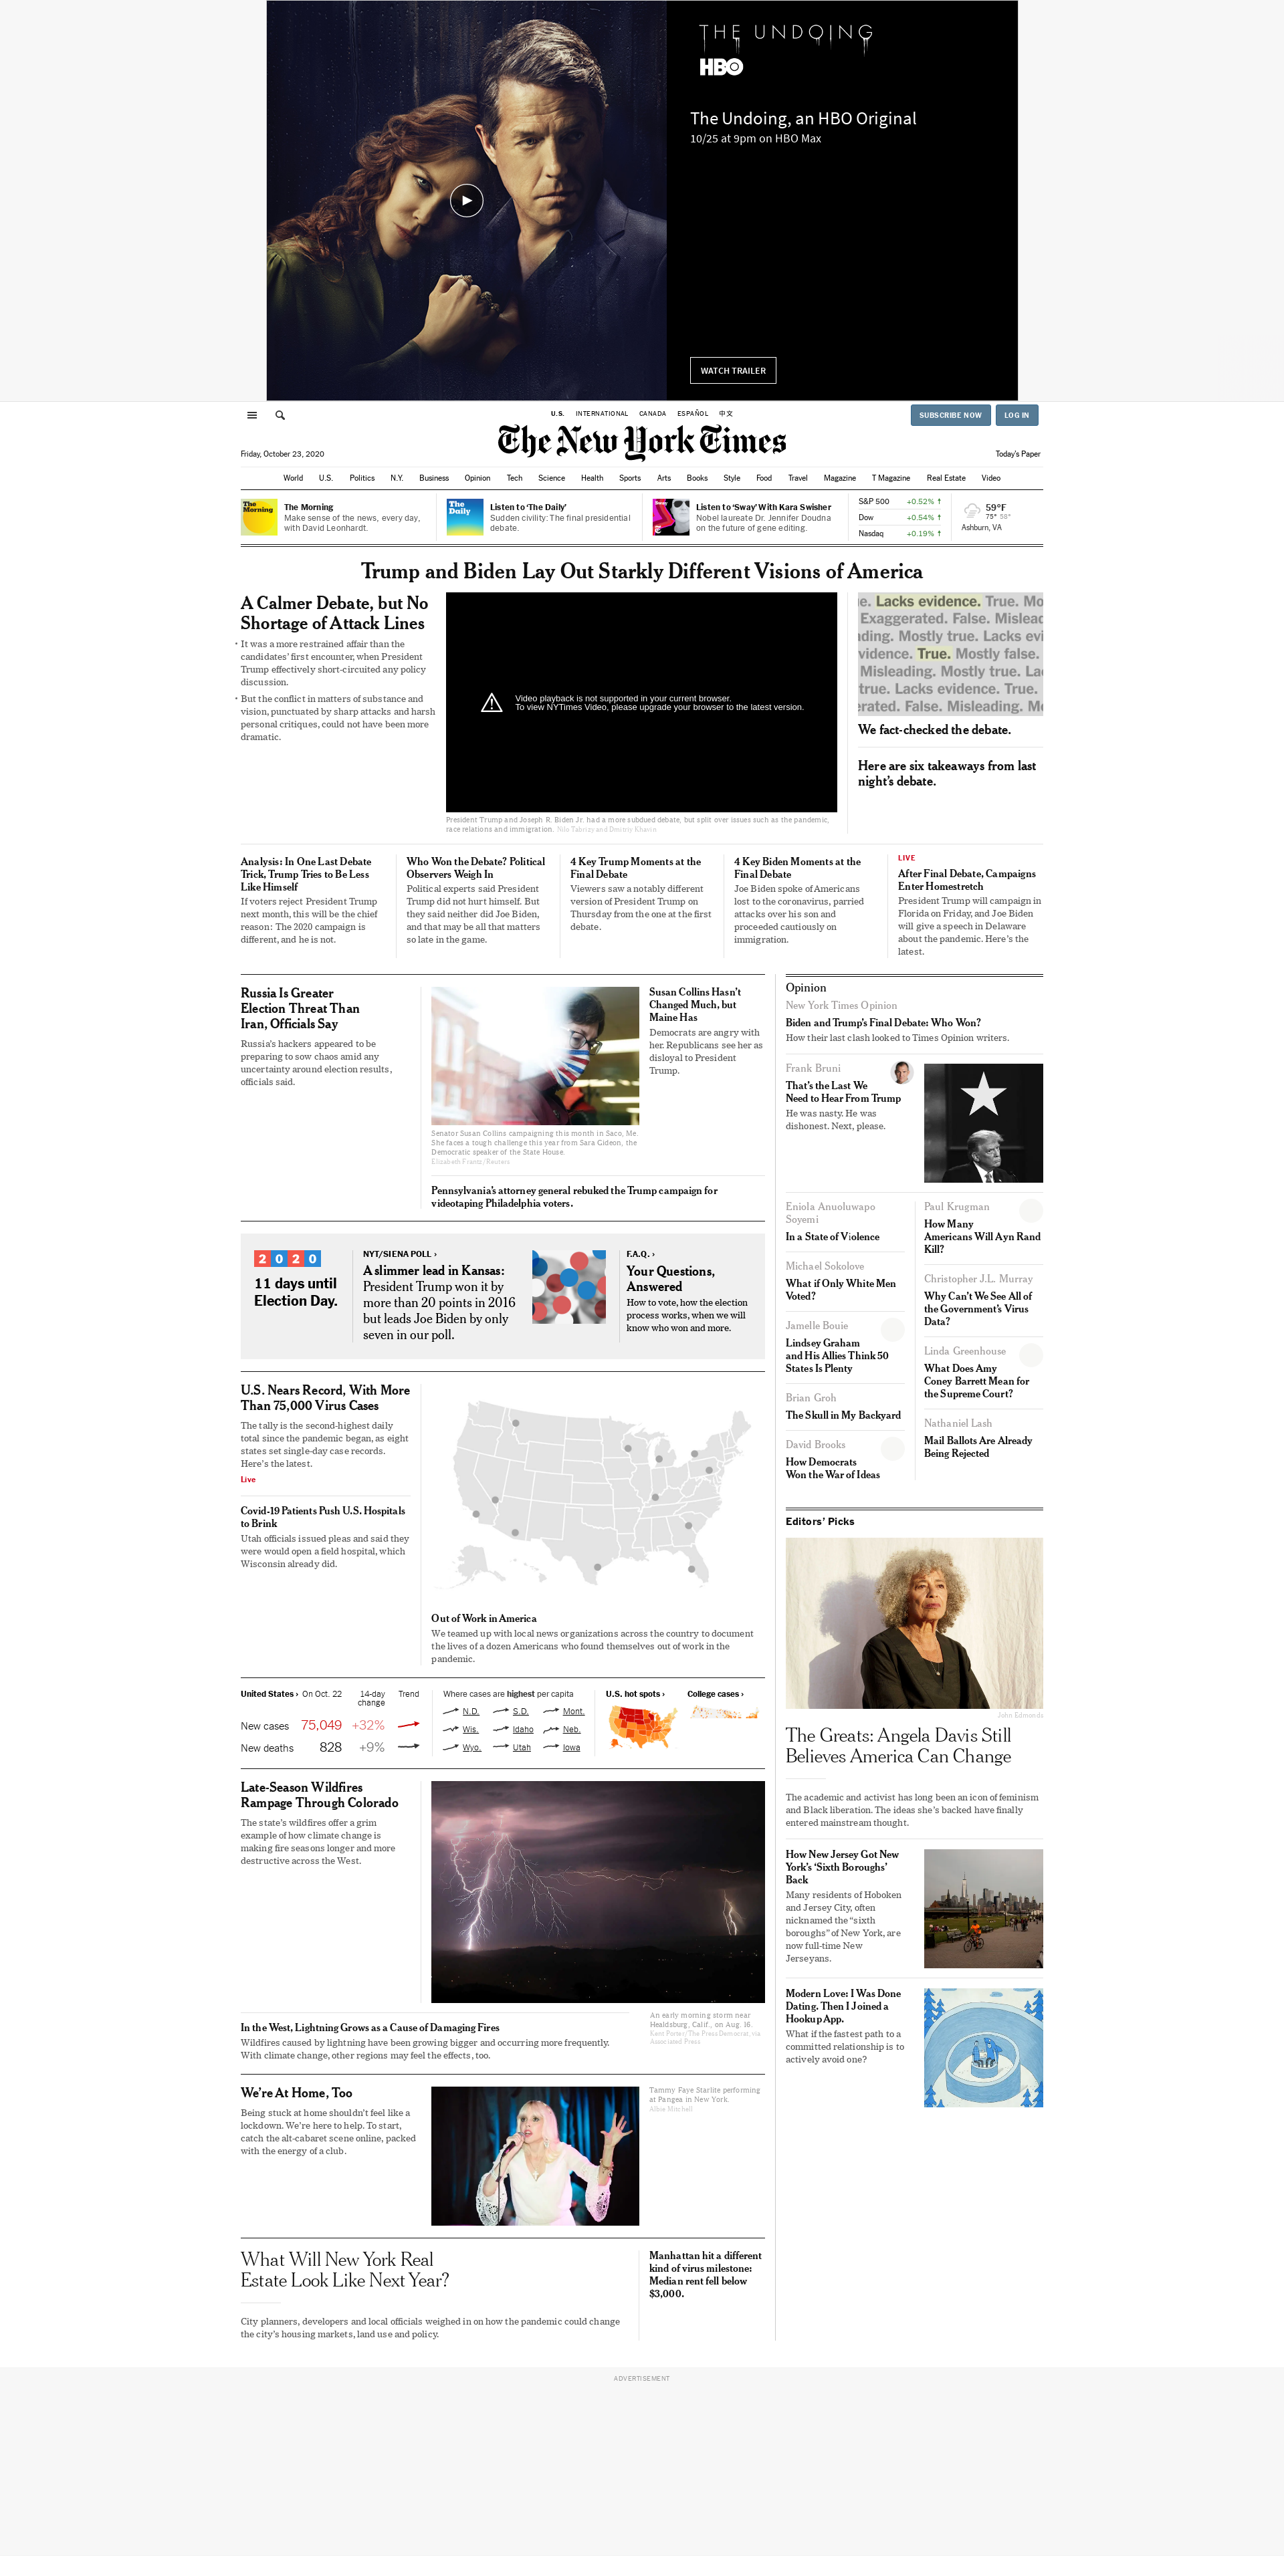 THE UNDOING
HBO
The Undoing, an HBO Original
10/25 at 9pm on HBO Max
WATCH TRAILER
U.S. INTERNATIONAL CANADA ESPAÑOL 中文
SUBSCRIBE NOW LOG IN
The New York Times
Friday, October 23, 2020
Today's Paper
World U.S. Politics N.Y. Business Opinion Tech Science Health Sports Arts Books Style Food Travel Magazine T Magazine Real Estate Video
The Morning
The Morning
Make sense of the news, every day,
with David Leonhardt.
The Daily
Listen to ‘The Daily’
Sudden civility: The final presidential
debate.
Listen to ‘Sway’ With Kara Swisher
Nobel laureate Dr. Jennifer Doudna
on the future of gene editing.
S&P 500 +0.52% ↑
Dow +0.54% ↑
Nasdaq +0.19% ↑
59°F
75° 56°
Ashburn, VA
Trump and Biden Lay Out Starkly Different Visions of America
A Calmer Debate, but No
Shortage of Attack Lines
• It was a more restrained affair than the
candidates’ first encounter, when President
Trump effectively short-circuited any policy
discussion.
• But the conflict in matters of substance and
vision, punctuated by sharp attacks and harsh
personal critiques, could not have been more
dramatic.
Video playback is not supported in your current browser.
To view NYTimes Video, please upgrade your browser to the latest version.
President Trump and Joseph R. Biden Jr. had a more subdued debate, but split over issues such as the pandemic,
race relations and immigration. Nilo Tabrizy and Dmitriy Khavin
e. Lacks evidence. True. Mo
Exaggerated. False. Mislead
ding. Mostly true. Lacks evi
vidence. True. Mostly false.
Misleading. Mostly true. Lac
true. Lacks evidence. True.
erated. False. Misleading. Mo
We fact-checked the debate.
Here are six takeaways from last
night’s debate.
Analysis: In One Last Debate
Trick, Trump Tries to Be Less
Like Himself
If voters reject President Trump
next month, this will be the chief
reason: The 2020 campaign is
different, and he is not.
Who Won the Debate? Political
Observers Weigh In
Political experts said President
Trump did not hurt himself. But
they said neither did Joe Biden,
and that may be all that matters
so late in the game.
4 Key Trump Moments at the
Final Debate
Viewers saw a notably different
version of President Trump on
Thursday from the one at the first
debate.
4 Key Biden Moments at the
Final Debate
Joe Biden spoke of Americans
lost to the coronavirus, parried
attacks over his son and
proceeded cautiously on
immigration.
LIVE
After Final Debate, Campaigns
Enter Homestretch
President Trump will campaign in
Florida on Friday, and Joe Biden
will give a speech in Delaware
about the pandemic. Here’s the
latest.
Russia Is Greater
Election Threat Than
Iran, Officials Say
Russia’s hackers appeared to be
preparing to sow chaos amid any
uncertainty around election results,
officials said.
Senator Susan Collins campaigning this month in Saco, Me.
She faces a tough challenge this year from Sara Gideon, the
Democratic speaker of the State House.
Elizabeth Frantz/Reuters
Susan Collins Hasn’t
Changed Much, but
Maine Has
Democrats are angry with
her. Republicans see her as
disloyal to President
Trump.
Pennsylvania’s attorney general rebuked the Trump campaign for
videotaping Philadelphia voters.
2020
11 days until
Election Day.
NYT/SIENA POLL ›
A slimmer lead in Kansas:
President Trump won it by
more than 20 points in 2016
but leads Joe Biden by only
seven in our poll.
F.A.Q. ›
Your Questions,
Answered
How to vote, how the election
process works, when we will
know who won and more.
U.S. Nears Record, With More
Than 75,000 Virus Cases
The tally is the second-highest daily
total since the pandemic began, as eight
states set single-day case records.
Here’s the latest.
Live
Covid-19 Patients Push U.S. Hospitals
to Brink
Utah officials issued pleas and said they
were would open a field hospital, which
Wisconsin already did.
Out of Work in America
We teamed up with local news organizations across the country to document
the lives of a dozen Americans who found themselves out of work in the
pandemic.
United States › On Oct. 22 14-day
change Trend
New cases 75,049 +32%
New deaths 828 +9%
Where cases are highest per capita
N.D. S.D. Mont.
Wis. Idaho Neb.
Wyo. Utah Iowa
U.S. hot spots ›
College cases ›
Late-Season Wildfires
Rampage Through Colorado
The state’s wildfires offer a grim
example of how climate change is
making fire seasons longer and more
destructive across the West.
In the West, Lightning Grows as a Cause of Damaging Fires
Wildfires caused by lightning have been growing bigger and occurring more frequently.
With climate change, other regions may feel the effects, too.
An early morning storm near
Healdsburg, Calif., on Aug. 16.
Kent Porter/The Press Democrat, via
Associated Press
We’re At Home, Too
Being stuck at home shouldn’t feel like a
lockdown. We’re here to help. To start,
catch the alt-cabaret scene online, packed
with the energy of a club.
Tammy Faye Starlite performing
at Pangea in New York.
Albie Mitchell
What Will New York Real
Estate Look Like Next Year?
City planners, developers and local officials weighed in on how the pandemic could change
the city’s housing markets, land use and policy.
Manhattan hit a different
kind of virus milestone:
Median rent fell below
$3,000.
Opinion
New York Times Opinion
Biden and Trump’s Final Debate: Who Won?
How their last clash looked to Times Opinion writers.
Frank Bruni
That’s the Last We
Need to Hear From Trump
He was nasty. He was
dishonest. Next, please.
Eniola Anuoluwapo
Soyemi
In a State of Violence
Michael Sokolove
What if Only White Men
Voted?
Jamelle Bouie
Lindsey Graham
and His Allies Think 50
States Is Plenty
Brian Groh
The Skull in My Backyard
David Brooks
How Democrats
Won the War of Ideas
Paul Krugman
How Many
Americans Will Ayn Rand
Kill?
Christopher J.L. Murray
Why Can’t We See All of
the Government’s Virus
Data?
Linda Greenhouse
What Does Amy
Coney Barrett Mean for
the Supreme Court?
Nathaniel Lash
Mail Ballots Are Already
Being Rejected
Editors’ Picks
John Edmonds
The Greats: Angela Davis Still
Believes America Can Change
The academic and activist has long been an icon of feminism
and Black liberation. The ideas she’s backed have finally
entered mainstream thought.
How New Jersey Got New
York’s ‘Sixth Boroughs’
Back
Many residents of Hoboken
and Jersey City, often
nicknamed the “sixth
boroughs” of New York, are
now full-time New
Jerseyans.
Modern Love: I Was Done
Dating. Then I Joined a
Hookup App.
What if the fastest path to a
committed relationship is to
actively avoid one?
ADVERTISEMENT